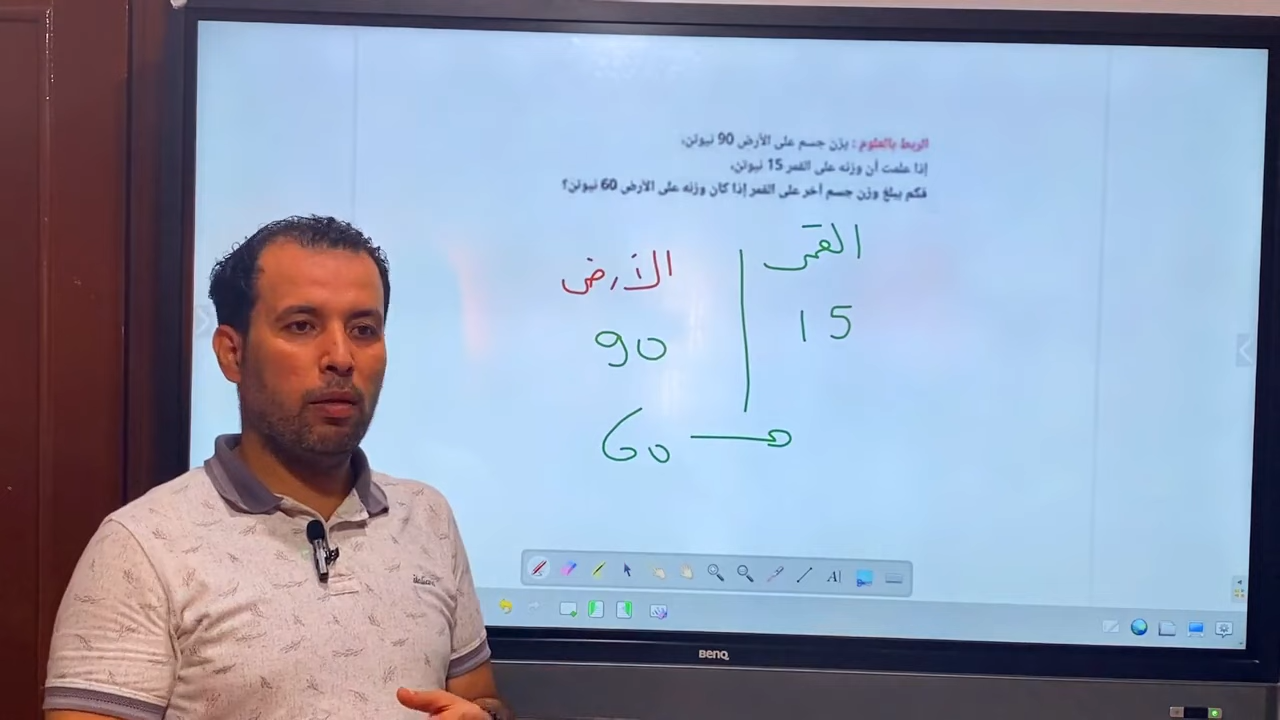 الربط بالعلوم : يزن جسم على الأرض 90 نيوتن،
إذا علمت أن وزنه على القمر 15 نيوتن،
فكم يبلغ وزن جسم آخر على القمر إذا كان وزنه على الأرض 60 نيوتن؟
القمر
الأرض
15
90
60
A
BenQ